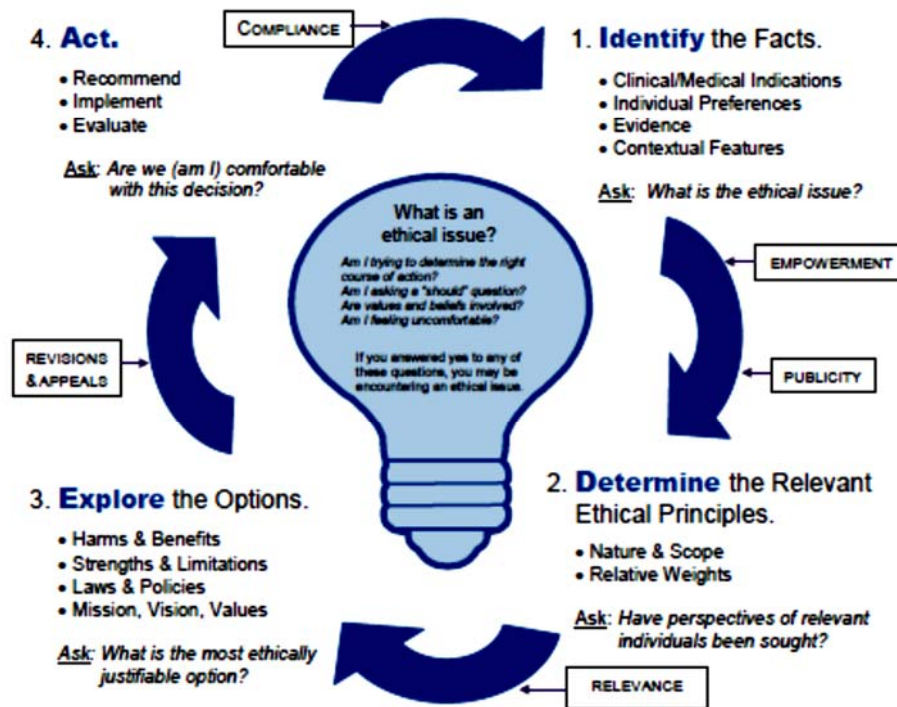 COMPLIANCE
1. Identify the Facts.
• Clinical/Medical Indications
• Individual Preferences
• Evidence
• Contextual Features
Ask: What is the ethical issue?
EMPOWERMENT
PUBLICITY
2. Determine the Relevant
Ethical Principles.
• Nature & Scope
• Relative Weights
Ask: Have perspectives of relevant
individuals been sought?
RELEVANCE
3. Explore the Options.
• Harms & Benefits
• Strengths & Limitations
• Laws & Policies
• Mission, Vision, Values
Ask: What is the most ethically
justifiable option?
REVISIONS
& APPEALS
4. Act.
• Recommend
• Implement
• Evaluate
Ask: Are we (am I) comfortable
with this decision?
What is an
ethical issue?
Am I trying to determine the right
course of action?
Am I asking a "should" question?
Are values and beliefs involved?
Am I feeling uncomfortable?
If you answered yes to any of
these questions, you may be
encountering an ethical issue.